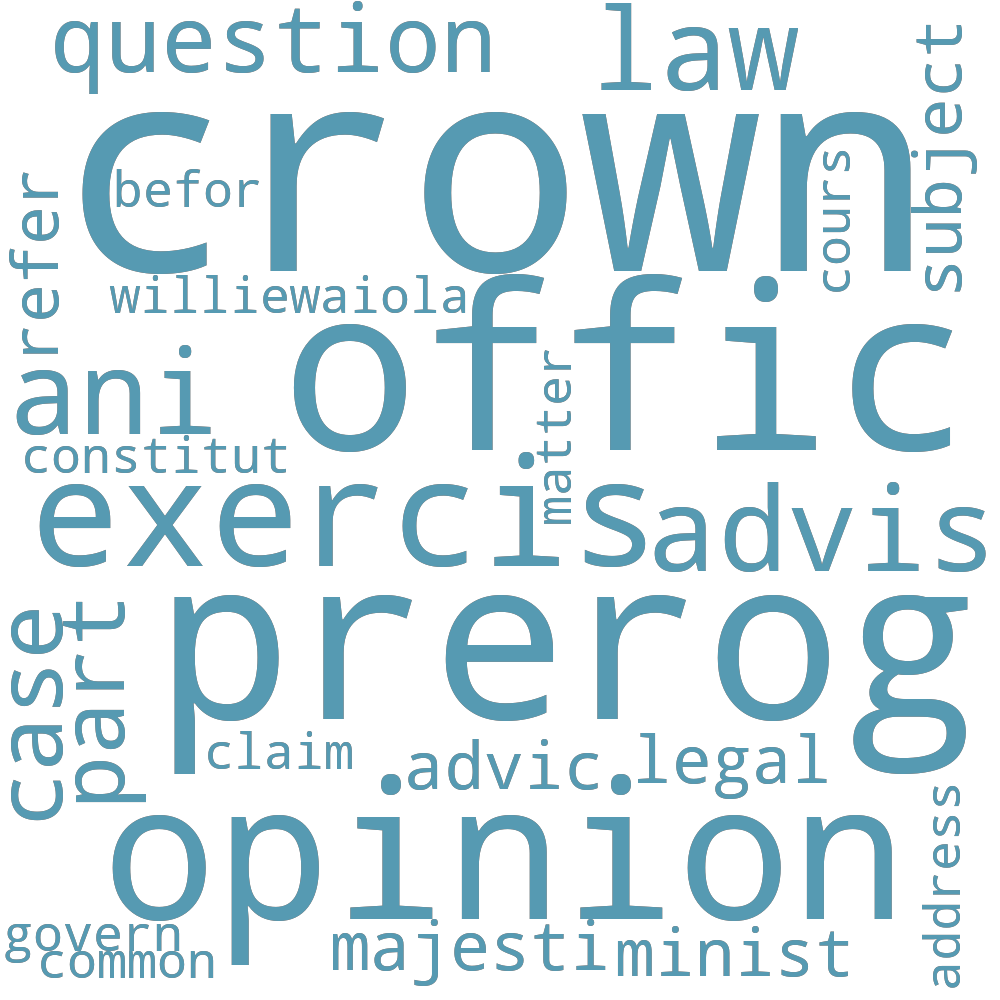 question
law
subject
crown
befor
cours
refer
williewaiola
offic
ani
matter
constitut
exercis
advis
case
part
prerog
claim
advic
legal
opinion
address
govern
common
majesti
minist